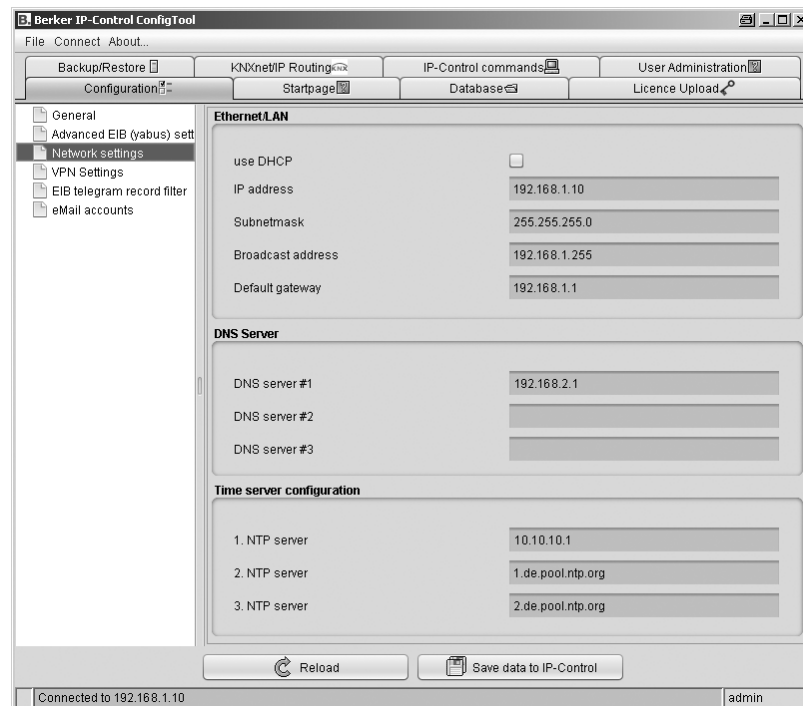 B. Berker IP-Control ConfigTool
File Connect About...
Backup/Restore KNXnet/IP Routing KNX IP-Control commands User Administration
Configuration Startpage Database Licence Upload
General
Advanced EIB (yabus) sett
Network settings
VPN Settings
EIB telegram record filter
eMail accounts
Ethernet/LAN
use DHCP
IP address 192.168.1.10
Subnetmask 255.255.255.0
Broadcast address 192.168.1.255
Default gateway 192.168.1.1
DNS Server
DNS server #1 192.168.2.1
DNS server #2
DNS server #3
Time server configuration
1. NTP server 10.10.10.1
2. NTP server 1.de.pool.ntp.org
3. NTP server 2.de.pool.ntp.org
Reload Save data to IP-Control
Connected to 192.168.1.10 admin